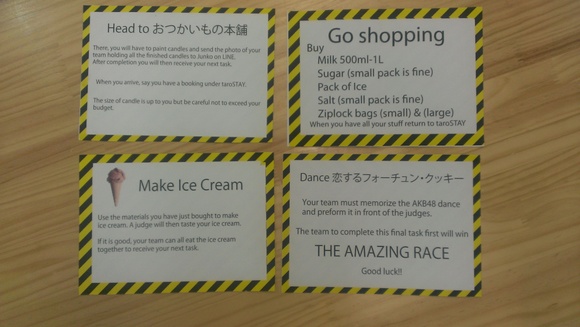 Head to おつかいもの本舗
There, you will have to paint candles and send the photo of your
team holding all the finished candles to Junko on LINE.
After completion you will then receive your next task.
When you arrive, say you have a booking under taroSTAY.
The size of candle is up to you but be careful not to exceed your
budget.
Go shopping
Buy
Milk 500ml-1L
Sugar (small pack is fine)
Pack of Ice
Salt (small pack is fine)
Ziplock bags (small) & (large)
When you have all your stuff return to taroSTAY
Make Ice Cream
Use the materials you have just bought to make
ice cream. A judge will then taste your ice cream.
If it is good, your team can all eat the ice cream
together to receive your next task.
Dance 恋するフォーチュン・クッキー
Your team must memorize the AKB48 dance
and preform it in front of the judges.
The team to complete this final task first will win
THE AMAZING RACE
Good luck!!